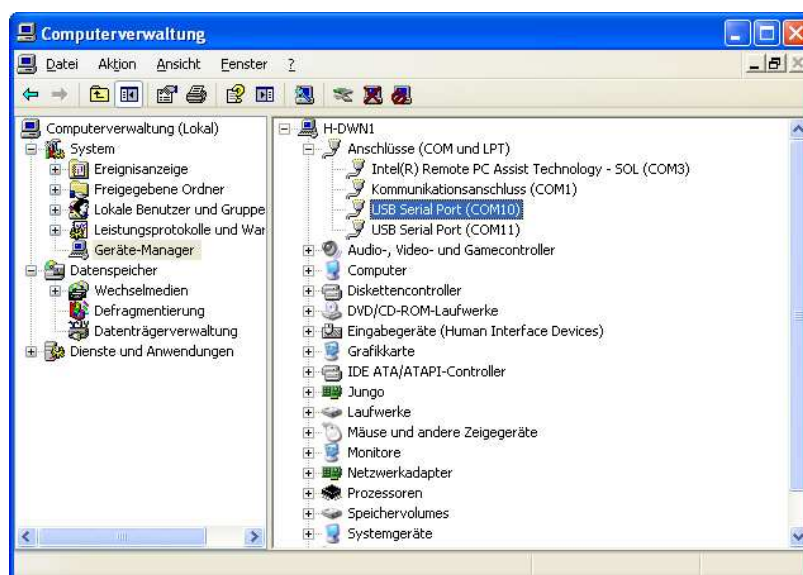 Computerverwaltung
Datei Aktion Ansicht Fenster ?
Computerverwaltung (Lokal)
System
Ereignisanzeige
Freigegebene Ordner
Lokale Benutzer und Gruppe
Leistungsprotokolle und War
Geräte-Manager
Datenspeicher
Wechselmedien
Defragmentierung
Datenträgerverwaltung
Dienste und Anwendungen
H-DWN1
Anschlüsse (COM und LPT)
Intel(R) Remote PC Assist Technology - SOL (COM3)
Kommunikationsanschluss (COM1)
USB Serial Port (COM10)
USB Serial Port (COM11)
Audio-, Video- und Gamecontroller
Computer
Diskettencontroller
DVD/CD-ROM-Laufwerke
Eingabegeräte (Human Interface Devices)
Grafikkarte
IDE ATA/ATAPI-Controller
Jungo
Laufwerke
Mäuse und andere Zeigegeräte
Monitore
Netzwerkadapter
Prozessoren
Speichervolumes
Systemgeräte